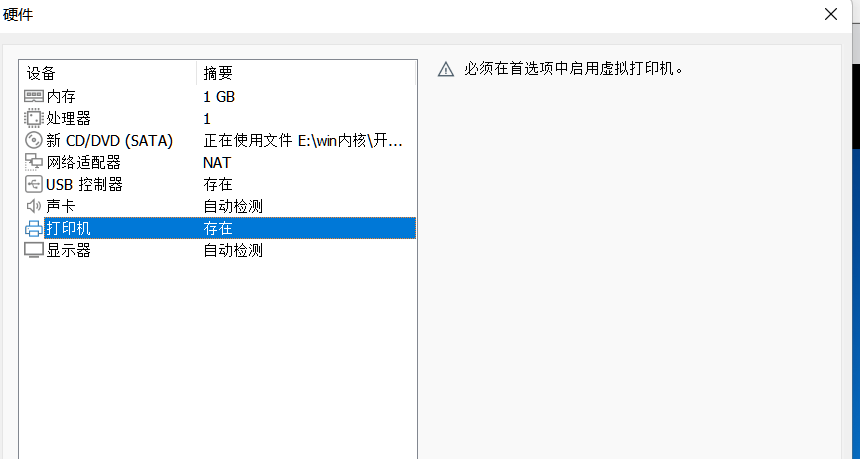 硬件
设备 摘要
必须在首选项中启用虚拟打印机。
内存 1 GB
处理器 1
新 CD/DVD (SATA) 正在使用文件 E:\win内核\开...
网络适配器 NAT
USB 控制器 存在
声卡 自动检测
打印机 存在
显示器 自动检测